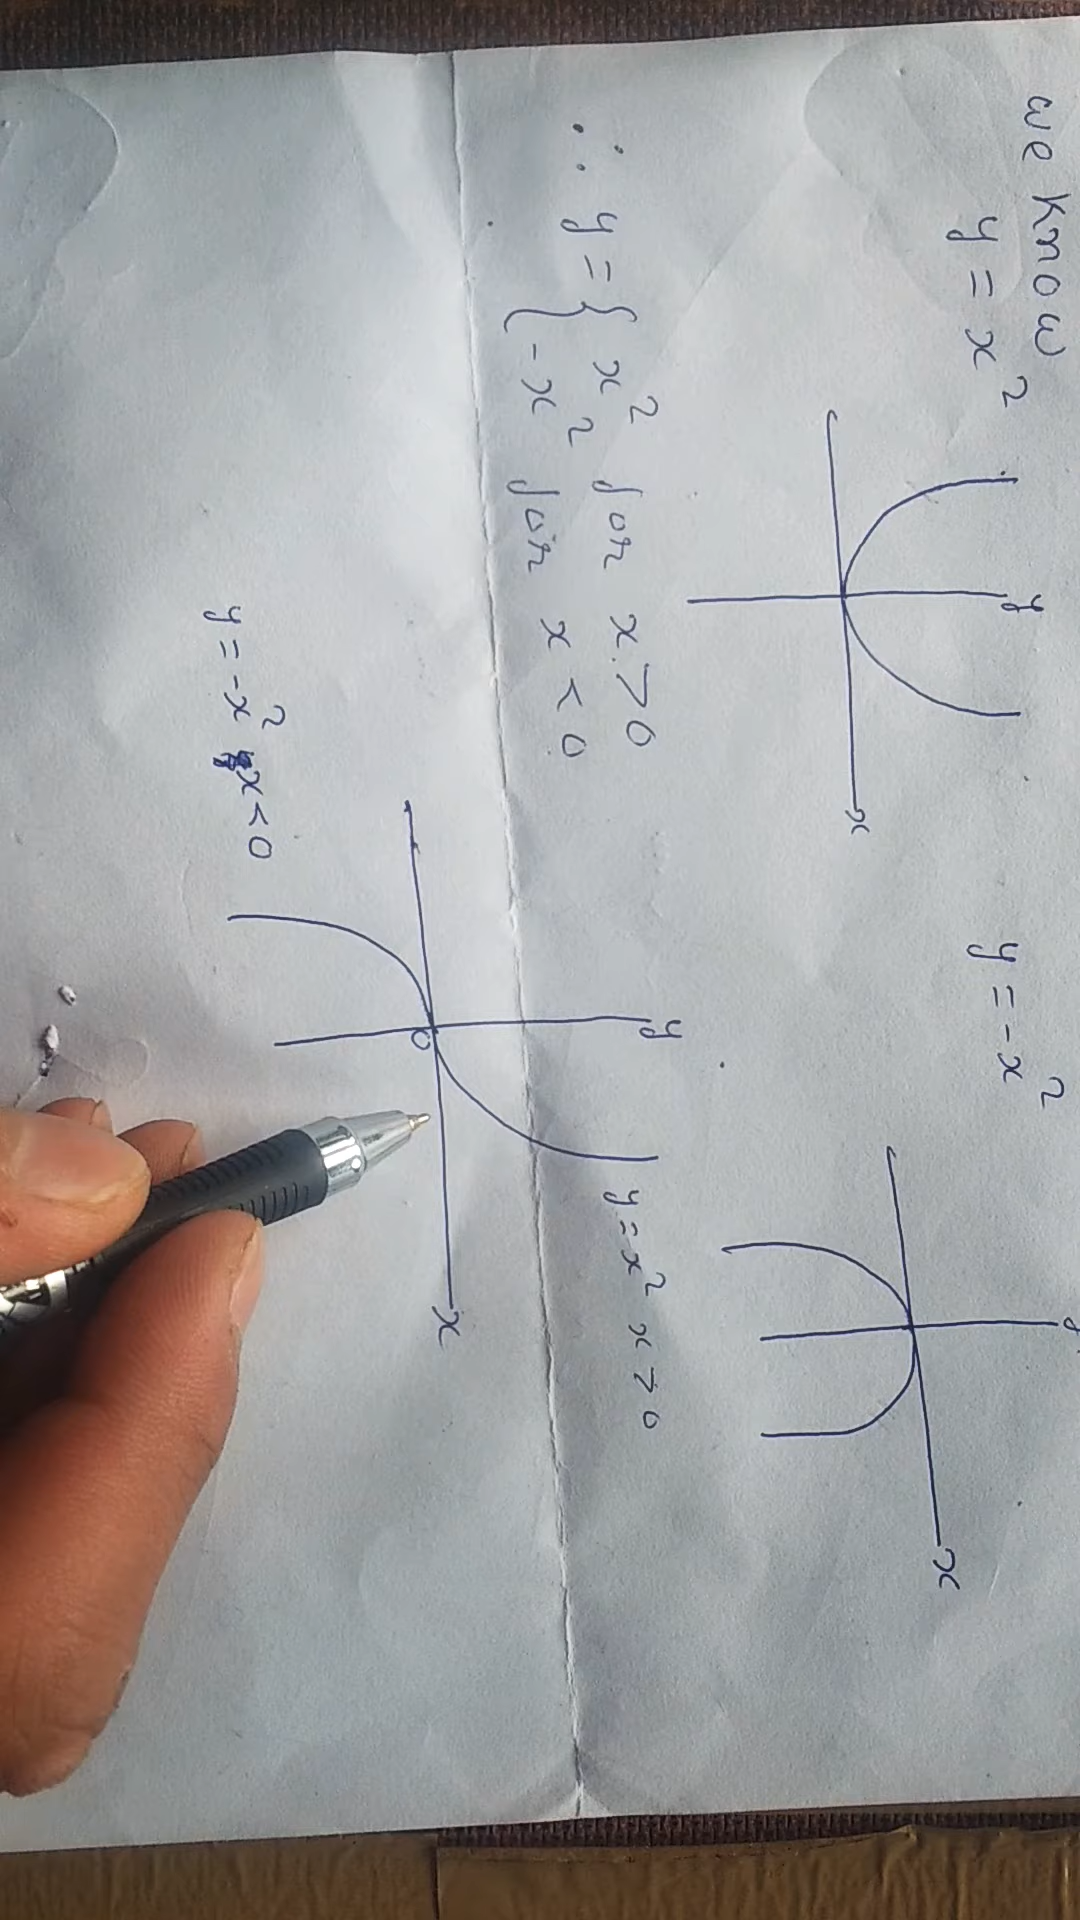 we know
y = x²
y
x
y = -x²
y
x
∴ y = { x² for x > 0
{ -x² for x < 0
y
y = x² x > 0
x
0
y = -x² x < 0